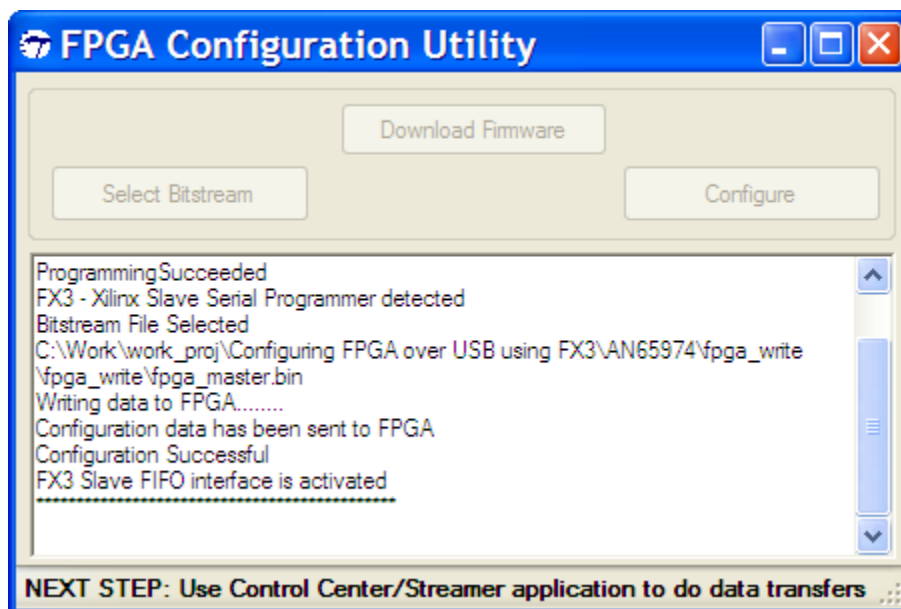 FPGA Configuration Utility
Download Firmware
Select Bitstream
Configure
ProgrammingSucceeded
FX3 - Xilinx Slave Serial Programmer detected
Bitstream File Selected
C:\Work\work_proj\Configuring FPGA over USB using FX3\AN65974\fpga_write
\fpga_write\fpga_master.bin
Writing data to FPGA........
Configuration data has been sent to FPGA
Configuration Successful
FX3 Slave FIFO interface is activated
*********************************************
NEXT STEP: Use Control Center/Streamer application to do data transfers